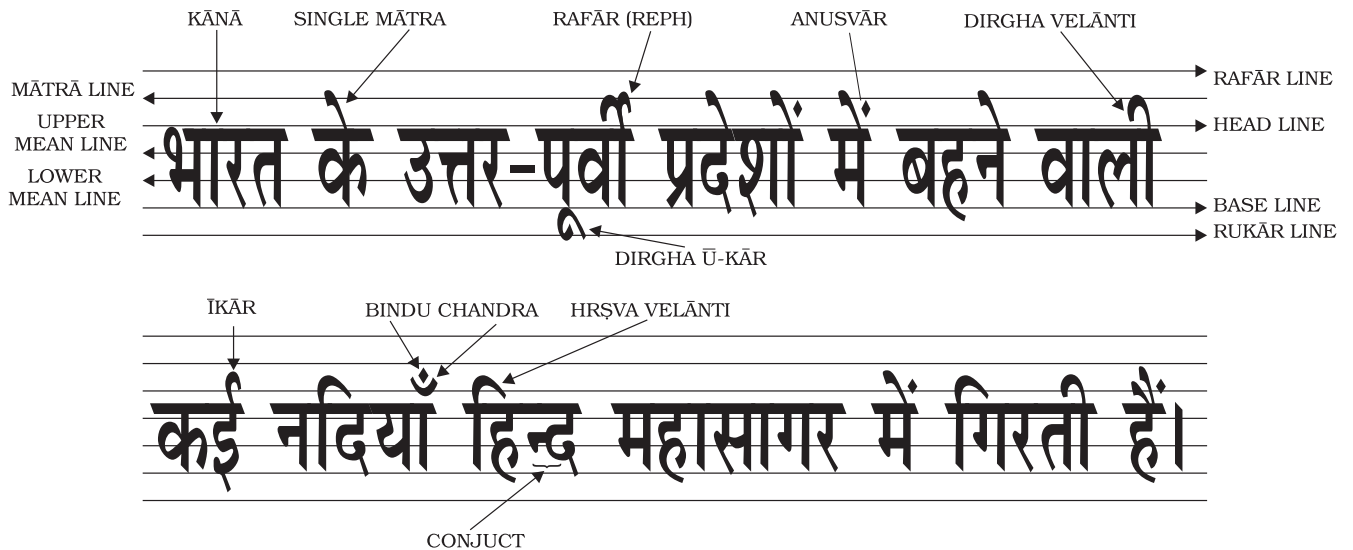 KĀNĀ SINGLE MĀTRA RAFĀR (REPH) ANUSVĀR DIRGHA VELĀNTI
MĀTRĀ LINE
RAFĀR LINE
UPPER
MEAN LINE
HEAD LINE
भारत के उत्तर-पूर्वी प्रदेशों में बहने वाली
LOWER
MEAN LINE
BASE LINE
RUKĀR LINE
DIRGHA Ū-KĀR
ĪKĀR BINDU CHANDRA HRṢVA VELĀNTI
कई नदियाँ हिन्द महासागर में गिरती हैं।
CONJUCT